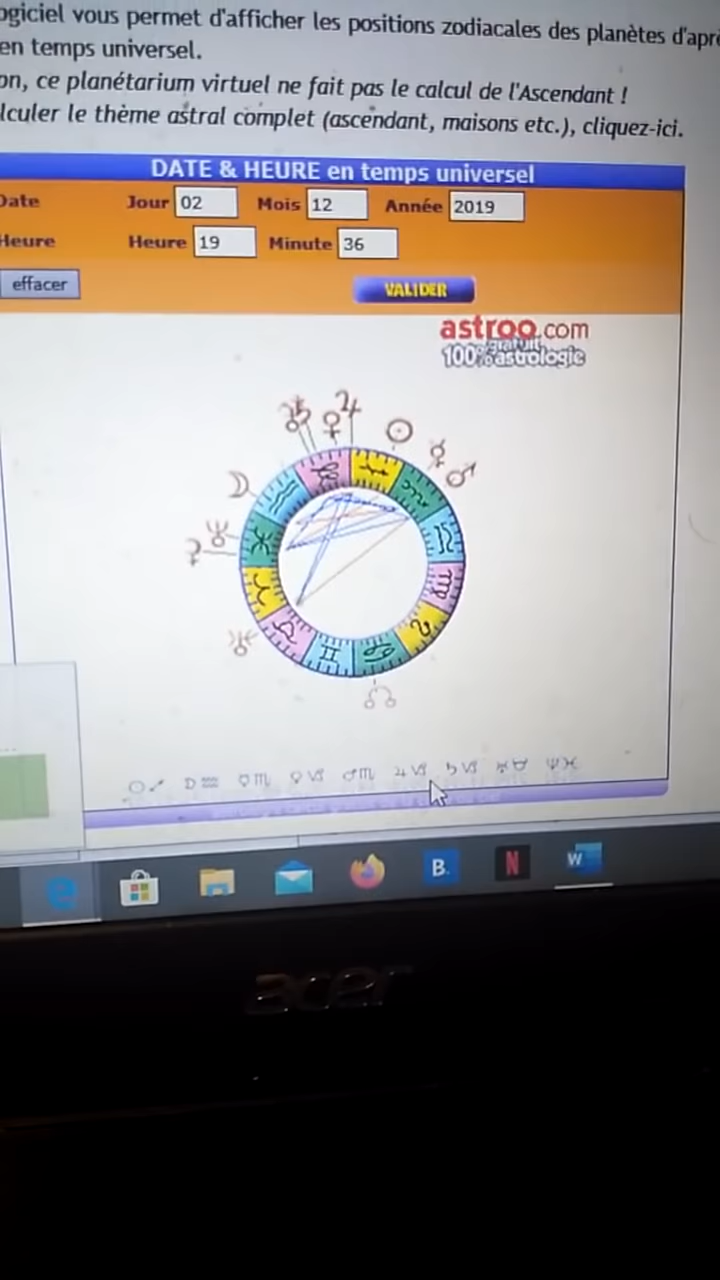 ogiciel vous permet d'afficher les positions zodiacales des planètes d'aprè
en temps universel.
on, ce planétarium virtuel ne fait pas le calcul de l'Ascendant !
lculer le thème astral complet (ascendant, maisons etc.), cliquez-ici.
DATE & HEURE en temps universel
Date Jour 02 Mois 12 Année 2019
Heure Heure 19 Minute 36
effacer VALIDER
astroo.com
100% gratuit astrologie
☉♐ ☽♒ ☿♏ ♀♑ ♂♏ ♃♑ ♄♑ ♅♉ ♆♓
B. N W
acer